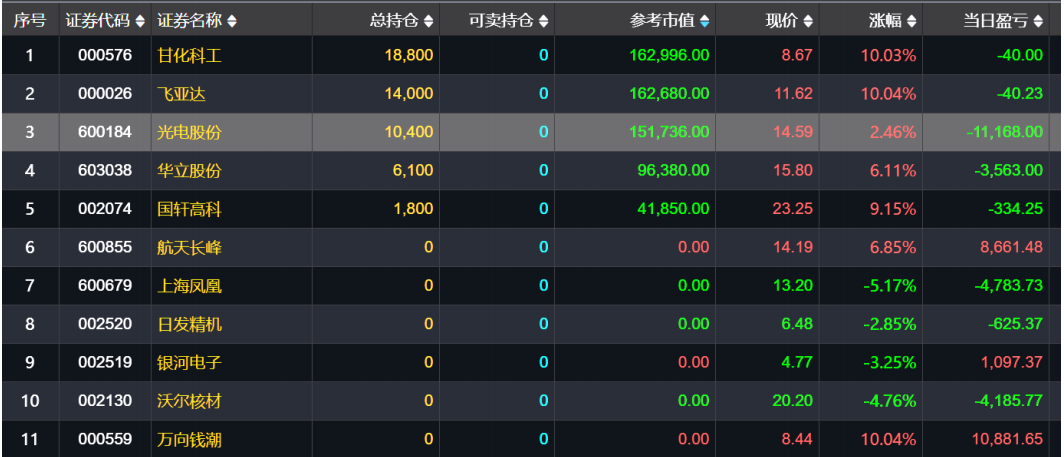 序号 证券代码 证券名称 总持仓 可卖持仓 参考市值 现价 涨幅 当日盈亏
1 000576 甘化科工 18,800 0 162,996.00 8.67 10.03% -40.00
2 000026 飞亚达 14,000 0 162,680.00 11.62 10.04% -40.23
3 600184 光电股份 10,400 0 151,736.00 14.59 2.46% -11,168.00
4 603038 华立股份 6,100 0 96,380.00 15.80 6.11% -3,563.00
5 002074 国轩高科 1,800 0 41,850.00 23.25 9.15% -334.25
6 600855 航天长峰 0 0 0.00 14.19 6.85% 8,661.48
7 600679 上海凤凰 0 0 0.00 13.20 -5.17% -4,783.73
8 002520 日发精机 0 0 0.00 6.48 -2.85% -625.37
9 002519 银河电子 0 0 0.00 4.77 -3.25% 1,097.37
10 002130 沃尔核材 0 0 0.00 20.20 -4.76% -4,185.77
11 000559 万向钱潮 0 0 0.00 8.44 10.04% 10,881.65